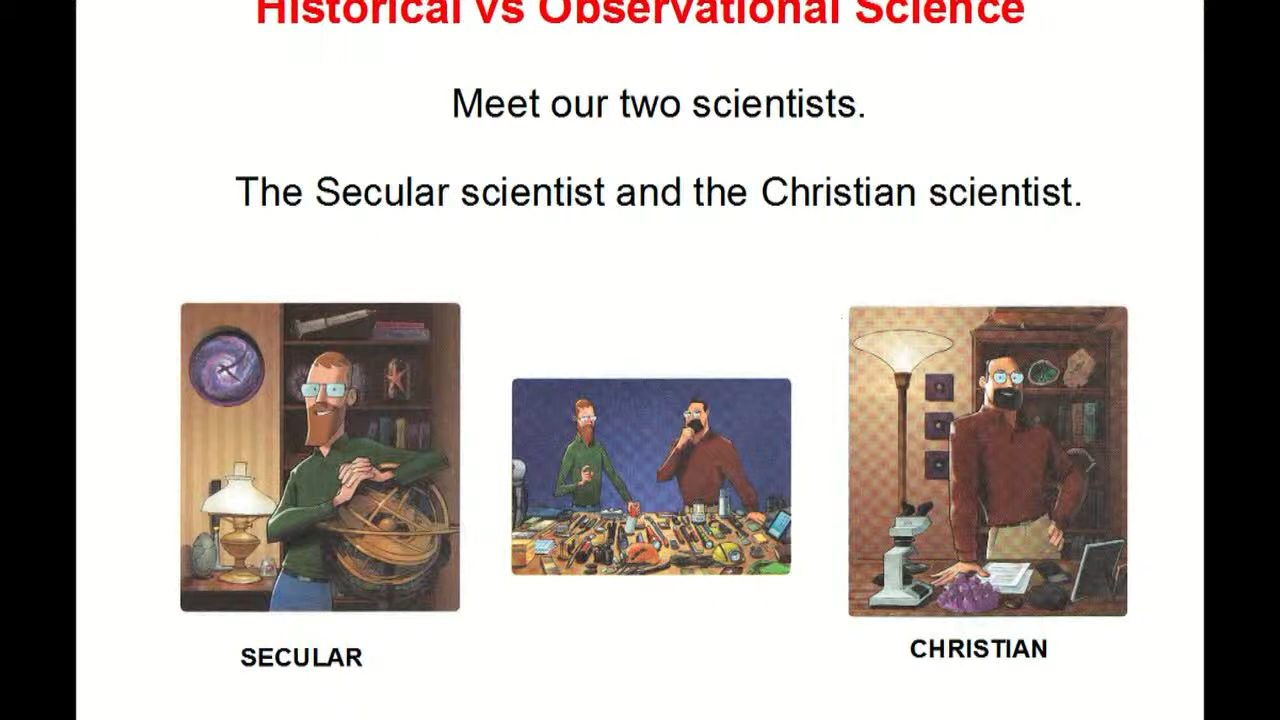 Historical vs Observational Science
Meet our two scientists.
The Secular scientist and the Christian scientist.
SECULAR
CHRISTIAN